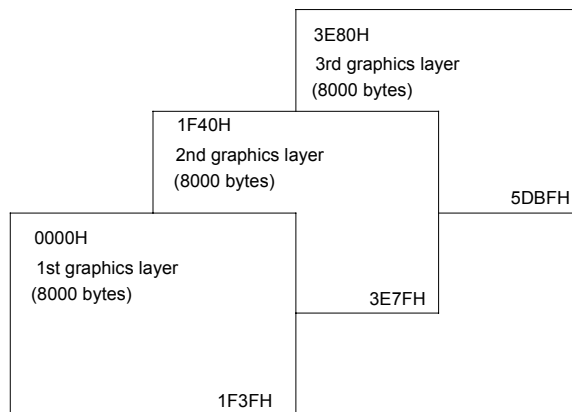 3E80H
3rd graphics layer
(8000 bytes)
1F40H
2nd graphics layer
(8000 bytes)
5DBFH
0000H
1st graphics layer
(8000 bytes)
3E7FH
1F3FH